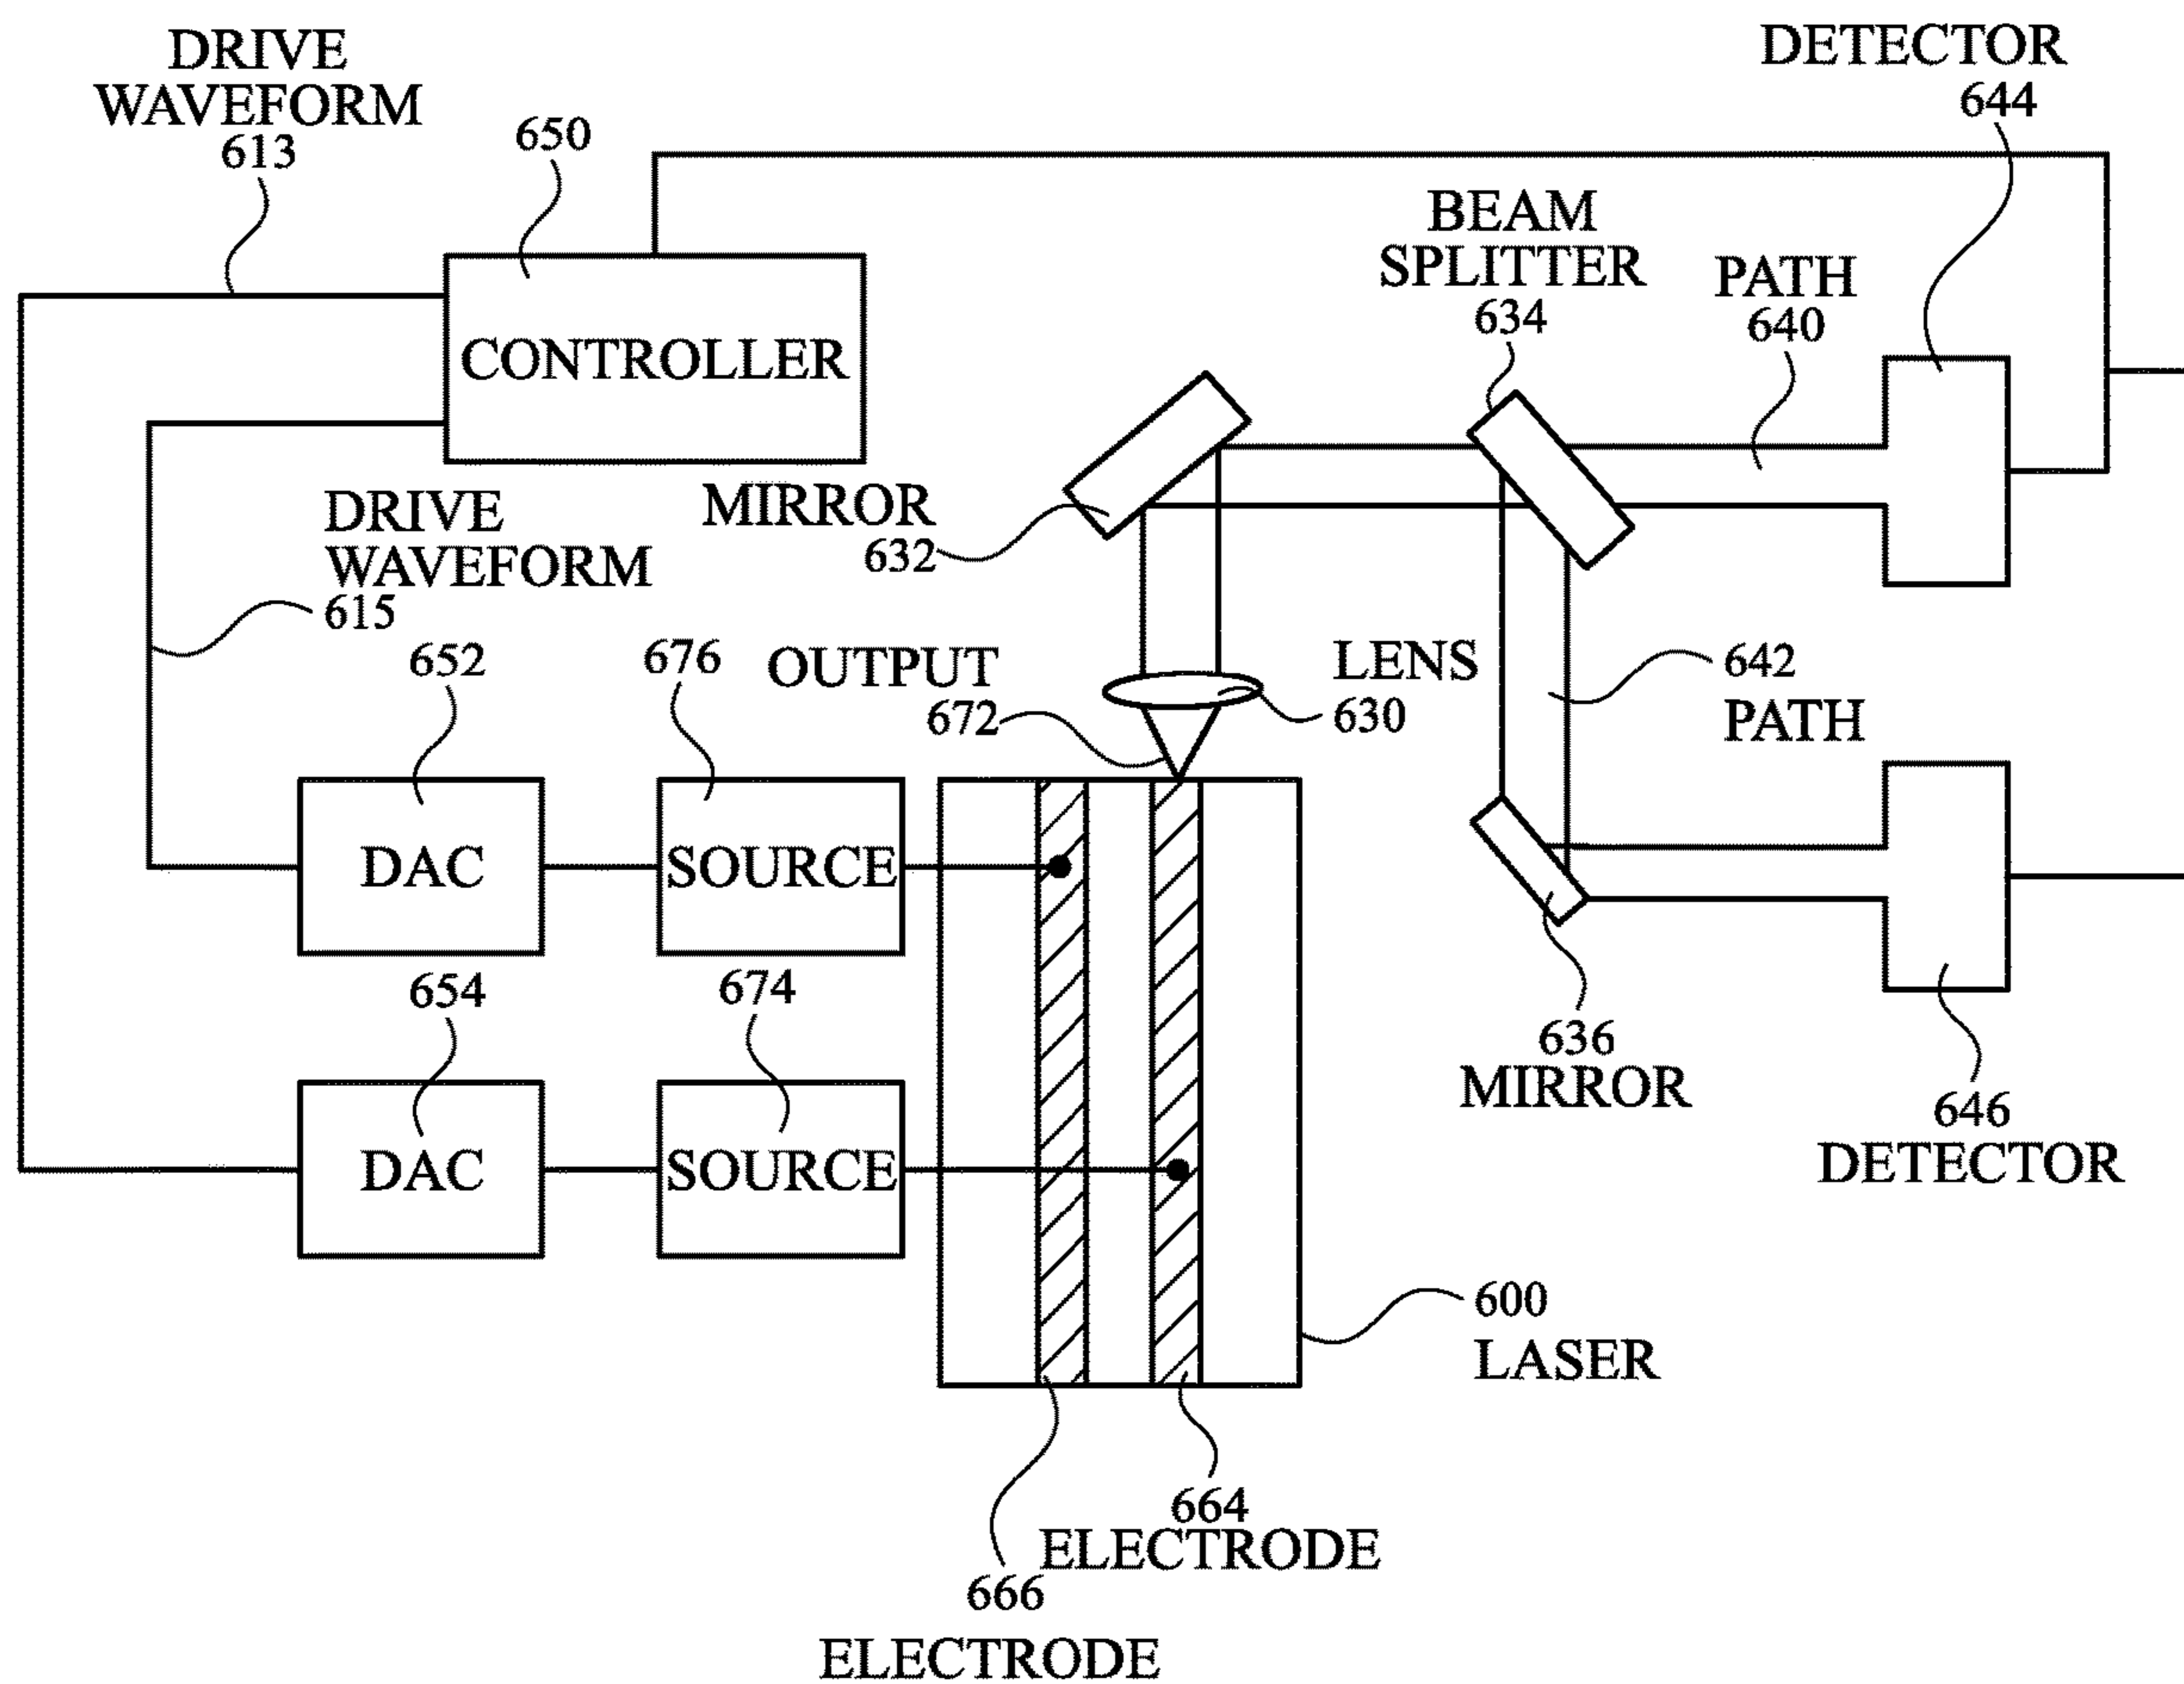 DRIVE
WAVEFORM
613
650
DETECTOR
644
BEAM
SPLITTER
634
PATH
640
CONTROLLER
MIRROR
632
DRIVE
WAVEFORM
615
652
676
OUTPUT
672
LENS
630
642
PATH
DAC
SOURCE
654
674
636
MIRROR
646
DETECTOR
DAC
SOURCE
600
LASER
664
ELECTRODE
666
ELECTRODE